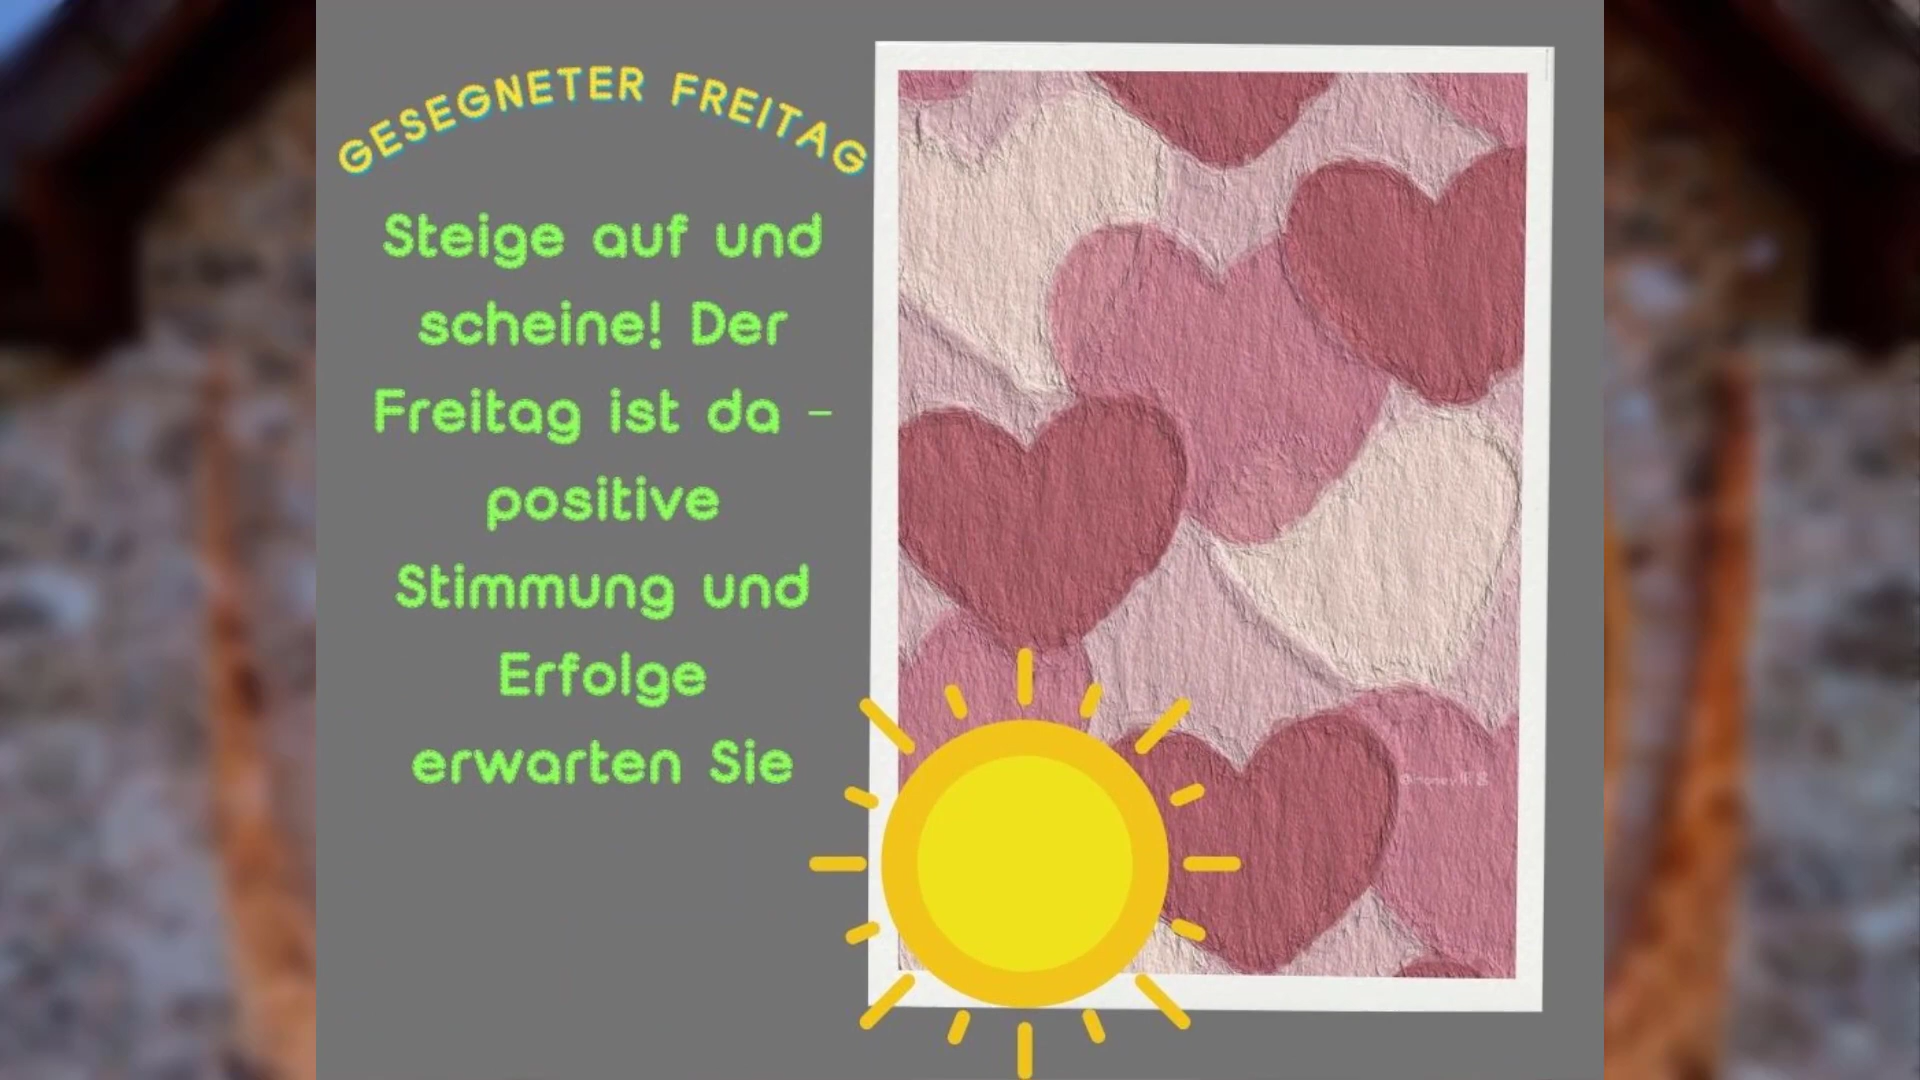 GESEGNETER FREITAG
Steige auf und
scheine! Der
Freitag ist da -
positive
Stimmung und
Erfolge
erwarten Sie